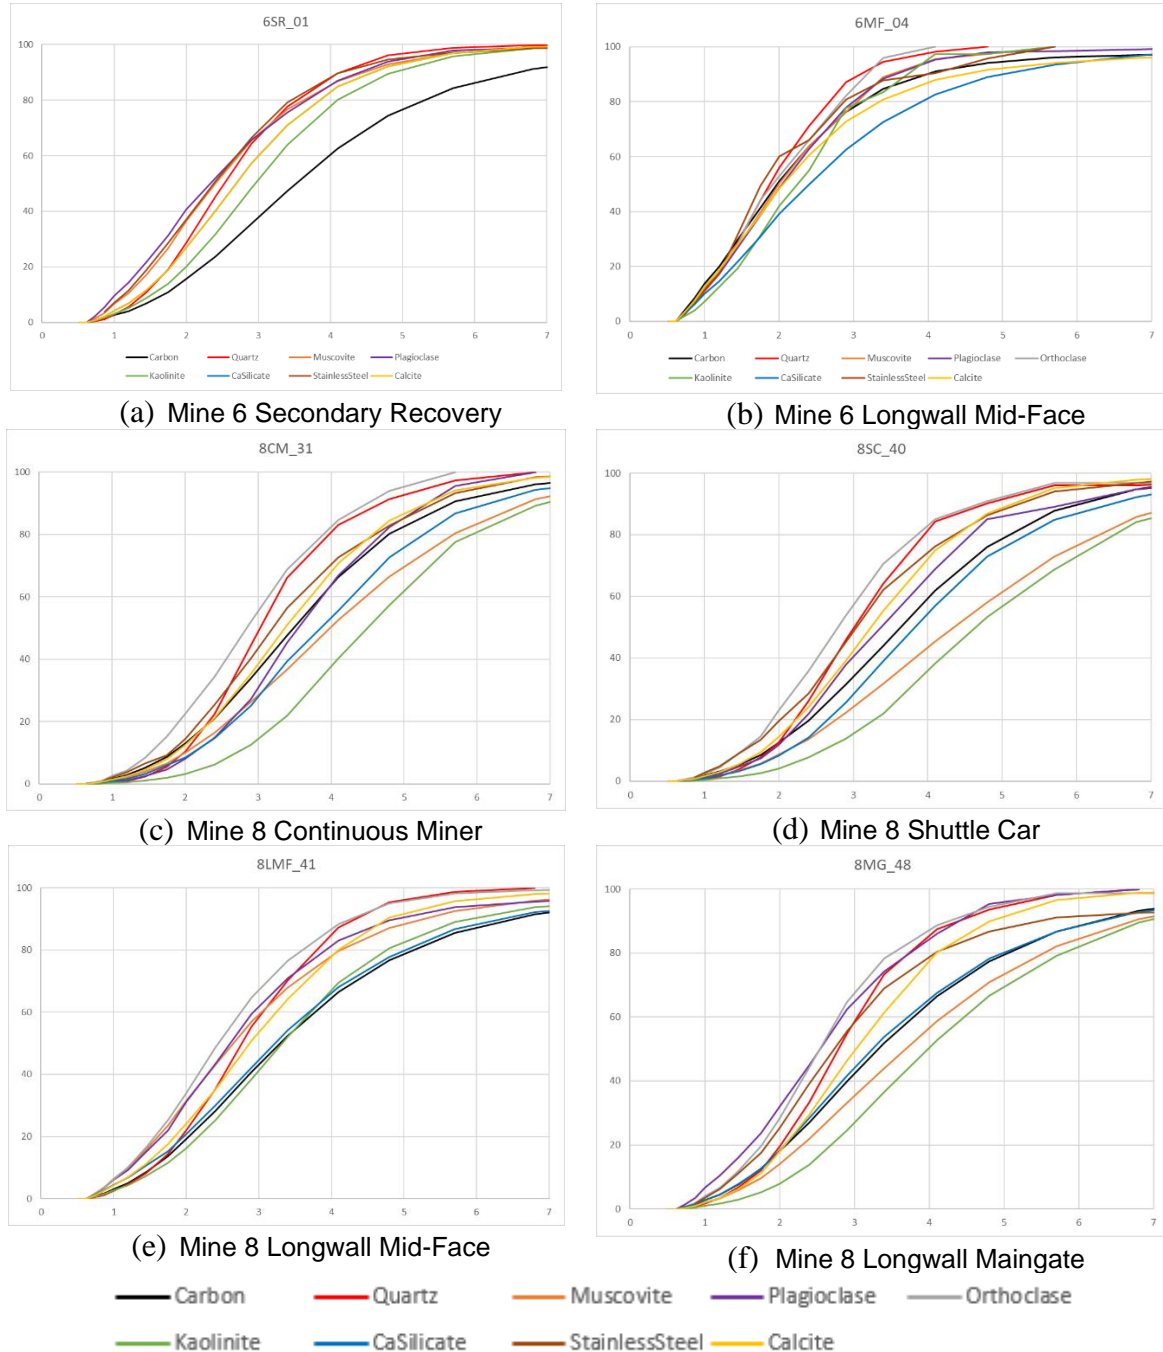 6SR_01
100
80
60
40
20
0
0 1 2 3 4 5 6 7
Carbon Quartz Muscovite Plagioclase
Kaolinite CaSilicate StainlessSteel Calcite
(a) Mine 6 Secondary Recovery
6MF_04
100
80
60
40
20
0
0 1 2 3 4 5 6 7
Carbon Quartz Muscovite Plagioclase Orthoclase
Kaolinite CaSilicate StainlessSteel Calcite
(b) Mine 6 Longwall Mid-Face
8CM_31
100
80
60
40
20
0
0 1 2 3 4 5 6 7
(c) Mine 8 Continuous Miner
8SC_40
100
80
60
40
20
0
0 1 2 3 4 5 6 7
(d) Mine 8 Shuttle Car
8LMF_41
100
80
60
40
20
0
0 1 2 3 4 5 6 7
(e) Mine 8 Longwall Mid-Face
8MG_48
100
80
60
40
20
0
0 1 2 3 4 5 6 7
(f) Mine 8 Longwall Maingate
Carbon Quartz Muscovite Plagioclase Orthoclase
Kaolinite CaSilicate StainlessSteel Calcite